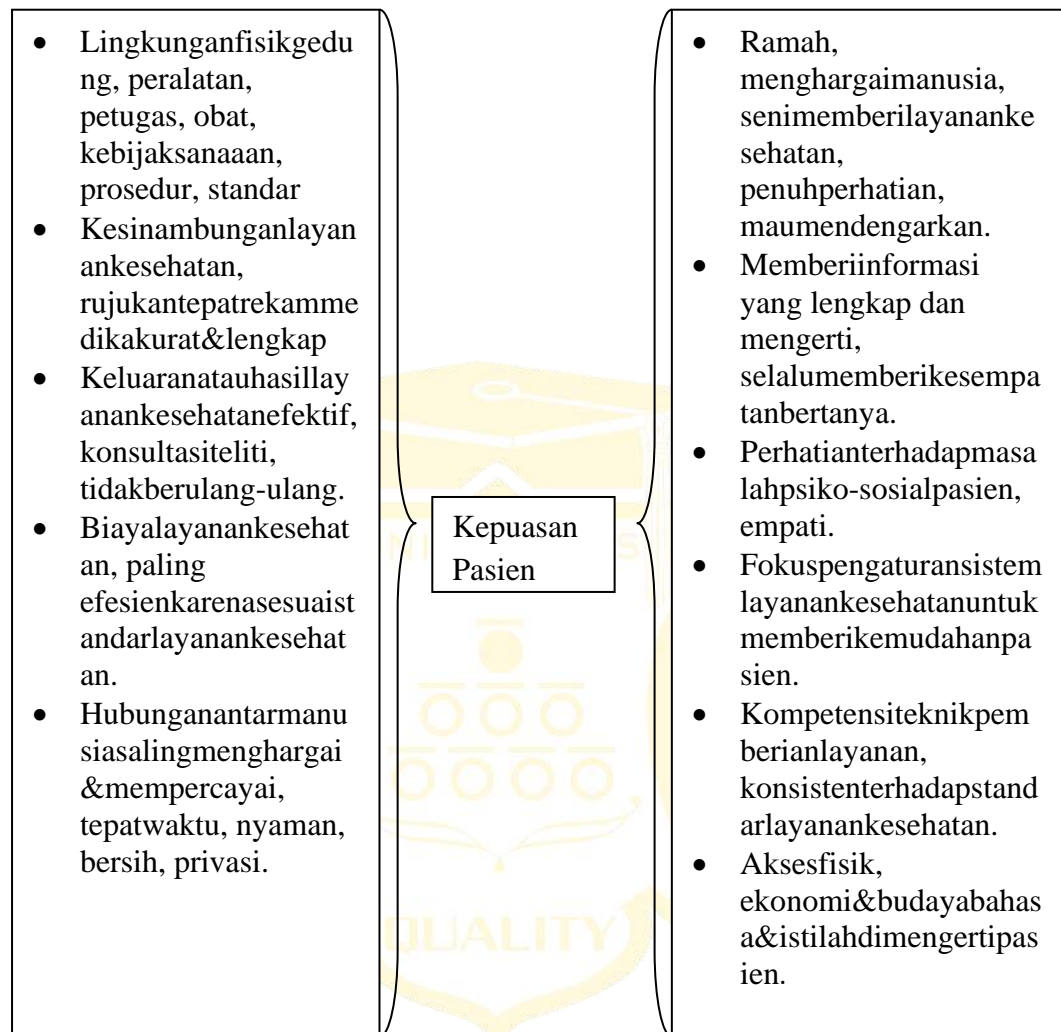 • Lingkunganfisikgedu
ng, peralatan,
petugas, obat,
kebijaksanaaan,
prosedur, standar
• Kesinambunganlayan
ankesehatan,
rujukantepatrekamme
dikakurat&lengkap
• Keluaranatauhasillay
anankesehatanefektif,
konsultasiteliti,
tidakberulang-ulang.
• Biayalayanankesehat
an, paling
efesienkarenasesuaist
andarlayanankesehat
an.
• Hubunganantarmanu
siasalingmenghargai
&mempercayai,
tepatwaktu, nyaman,
bersih, privasi.
Kepuasan
Pasien
• Ramah,
menghargaimanusia,
senimemberilayananke
sehatan,
penuhperhatian,
maumendengarkan.
• Memberiinformasi
yang lengkap dan
mengerti,
selalumemberikesempa
tanbertanya.
• Perhatianterhadapmasa
lahpsiko-sosialpasien,
empati.
• Fokuspengaturansistem
layanankesehatanuntuk
memberikemudahanpa
sien.
• Kompetensiteknikpem
berianlayanan,
konsistenterhadapstand
arlayanankesehatan.
• Aksesfisik,
ekonomi&budayabahas
a&istilahdimengertipas
ien.
QUALITY